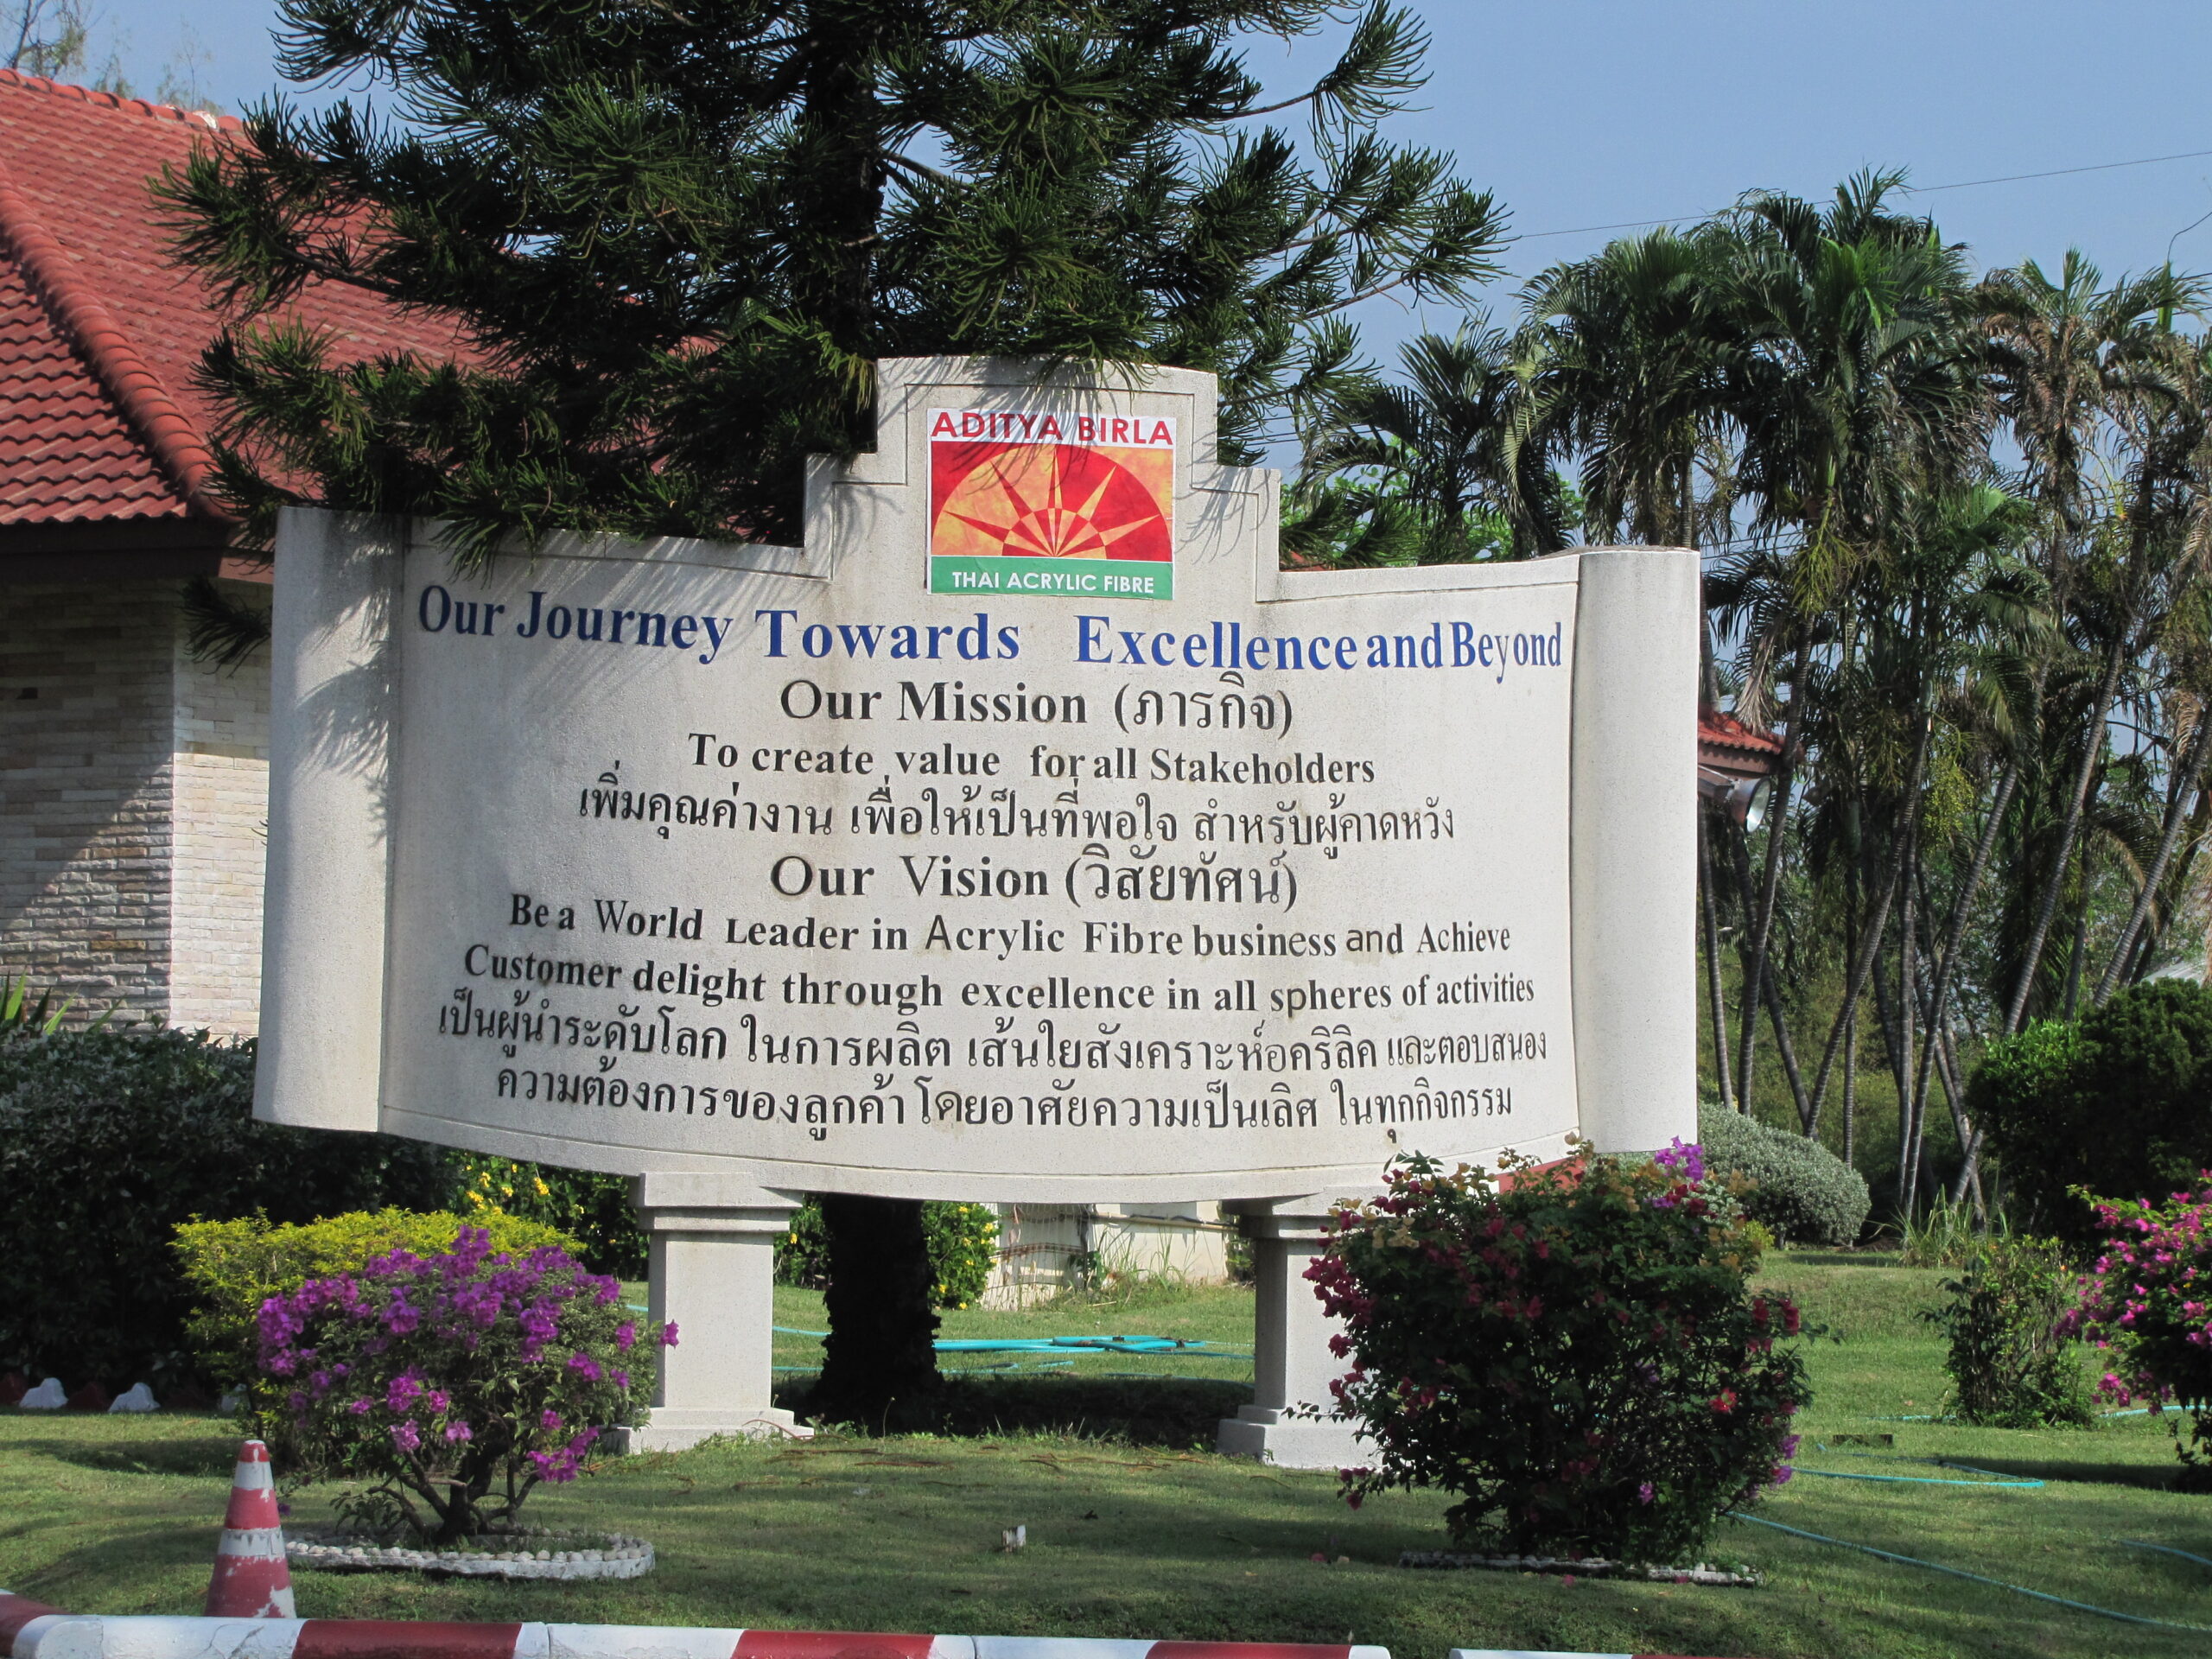 ADITYA BIRLA
THAI ACRYLIC FIBRE
Our Journey Towards Excellence and Beyond
Our Mission (ภารกิจ)
To create value for all Stakeholders
เพิ่มคุณค่างาน เพื่อให้เป็นที่พอใจ สำหรับผู้คาดหวัง
Our Vision (วิสัยทัศน์)
Be a World Leader in Acrylic Fibre business and Achieve
Customer delight through excellence in all spheres of activities
เป็นผู้นำระดับโลก ในการผลิต เส้นใยสังเคราะห์อคริลิค และตอบสนอง
ความต้องการของลูกค้า โดยอาศัยความเป็นเลิศ ในทุกกิจกรรม